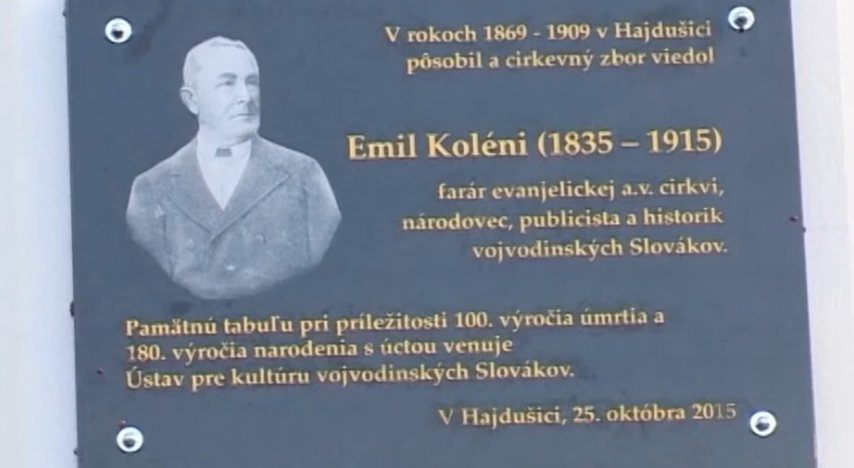 V rokoch 1869 - 1909 v Hajdušici
pôsobil a cirkevný zbor viedol
Emil Koléni (1835 – 1915)
farár evanjelickej a.v. cirkvi,
národovec, publicista a historik
vojvodinských Slovákov.
Pamätnú tabuľu pri príležitosti 100. výročia úmrtia a
180. výročia narodenia s úctou venuje
Ústav pre kultúru vojvodinských Slovákov.
V Hajdušici, 25. októbra 2015